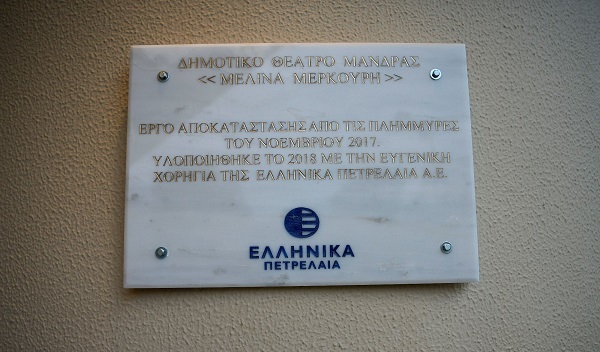 ΔΗΜΟΤΙΚΟ ΘΕΑΤΡΟ ΜΑΝΔΡΑΣ
<< ΜΕΛΙΝΑ ΜΕΡΚΟΥΡΗ >>
ΕΡΓΟ ΑΠΟΚΑΤΑΣΤΑΣΗΣ ΑΠΟ ΤΙΣ ΠΛΗΜΜΥΡΕΣ
ΤΟΥ ΝΟΕΜΒΡΙΟΥ 2017.
ΥΛΟΠΟΙΗΘΗΚΕ ΤΟ 2018 ΜΕ ΤΗΝ ΕΥΓΕΝΙΚΗ
ΧΟΡΗΓΙΑ ΤΗΣ ΕΛΛΗΝΙΚΑ ΠΕΤΡΕΛΑΙΑ Α.Ε.
ΕΛΛΗΝΙΚΑ
ΠΕΤΡΕΛΑΙΑ